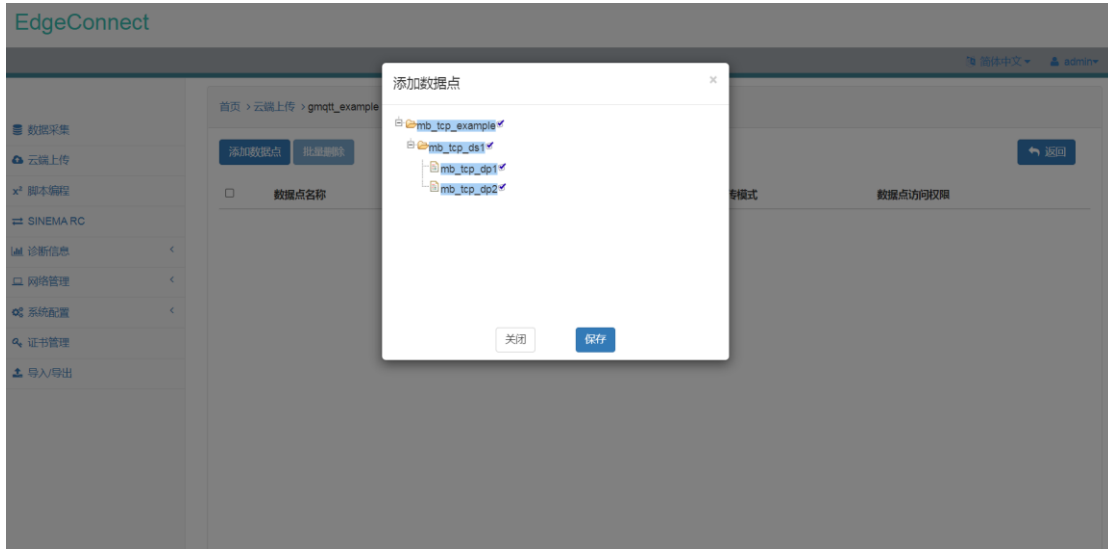 EdgeConnect
简体中文 admin
添加数据点 ×
首页 > 云端上传 > gmqtt_example
mb_tcp_example
mb_tcp_ds1
mb_tcp_dp1
mb_tcp_dp2
数据采集
云端上传
x² 脚本编程
SINEMA RC
诊断信息
网络管理
系统配置
证书管理
导入/导出
添加数据点 批量删除 返回
数据点名称 传模式 数据点访问权限
关闭 保存